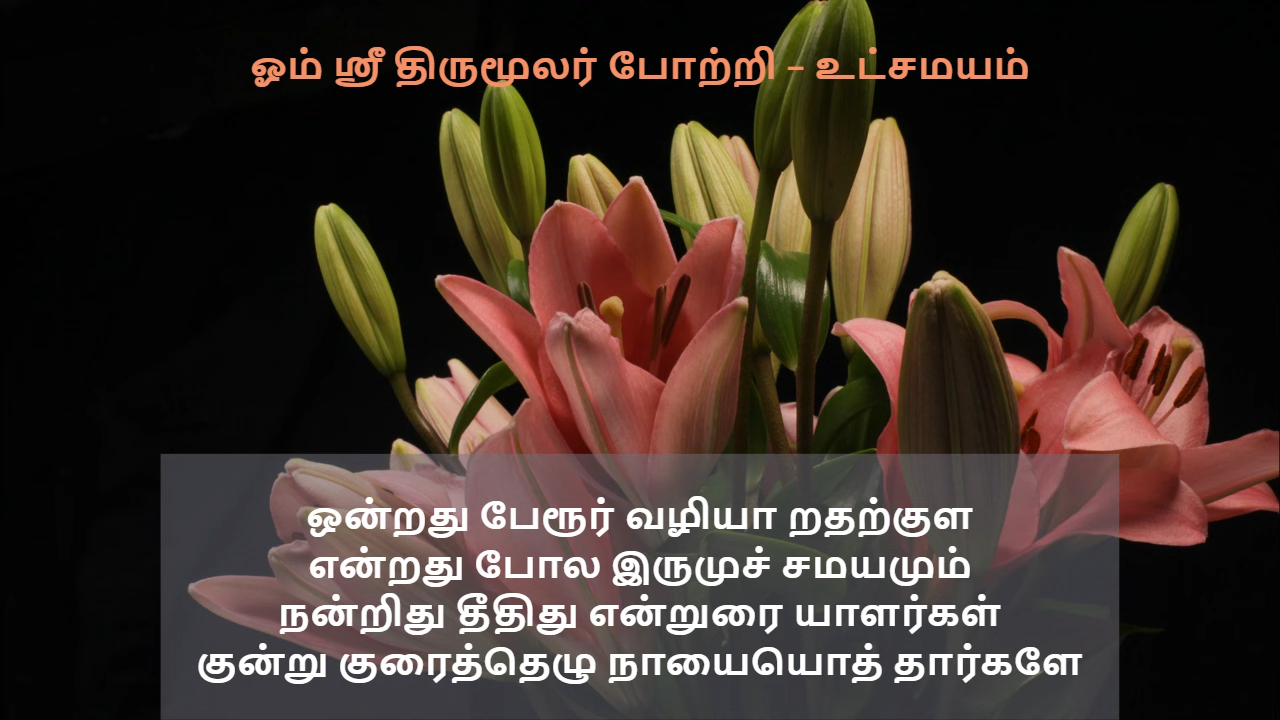 ஓம் ஸ்ரீ திருமூலர் போற்றி – உட்சமயம்
ஒன்றது பேரூர் வழியா றதற்குள
என்றது போல இருமுச் சமயமும்
நன்றிது தீதிது என்றுரை யாளர்கள்
குன்று குரைத்தெழு நாயையொத் தார்களே